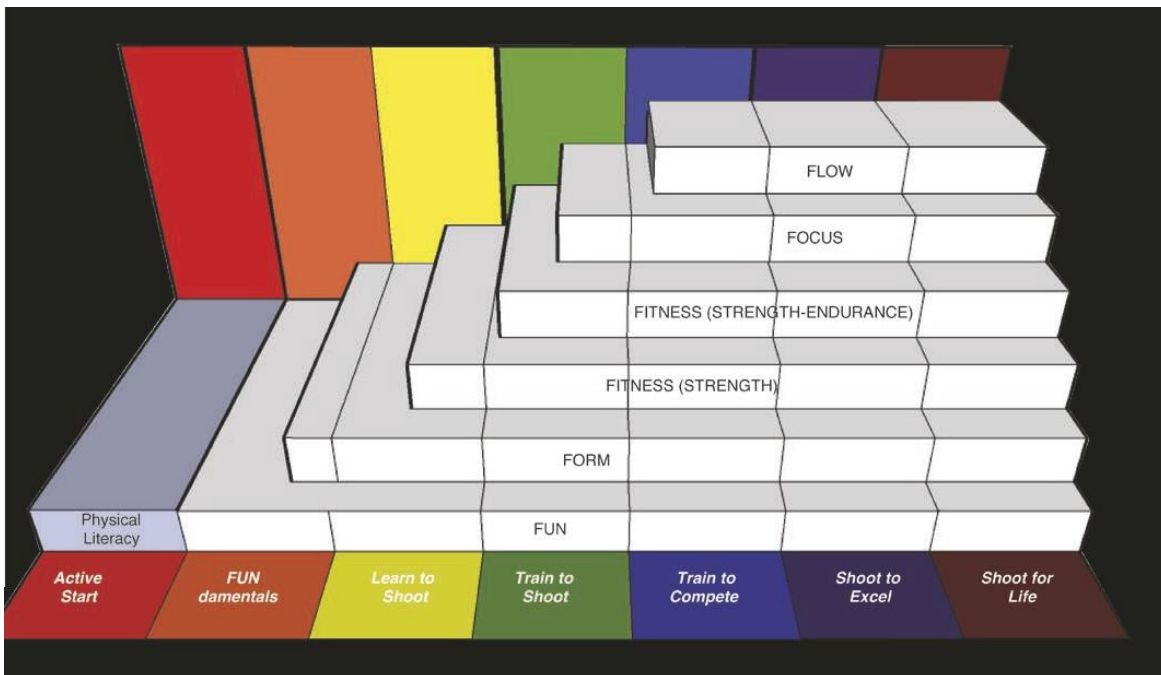 FLOW
FOCUS
FITNESS (STRENGTH-ENDURANCE)
FITNESS (STRENGTH)
FORM
Physical
Literacy
FUN
Active
Start
FUN
damentals
Learn to
Shoot
Train to
Shoot
Train to
Compete
Shoot to
Excel
Shoot for
Life